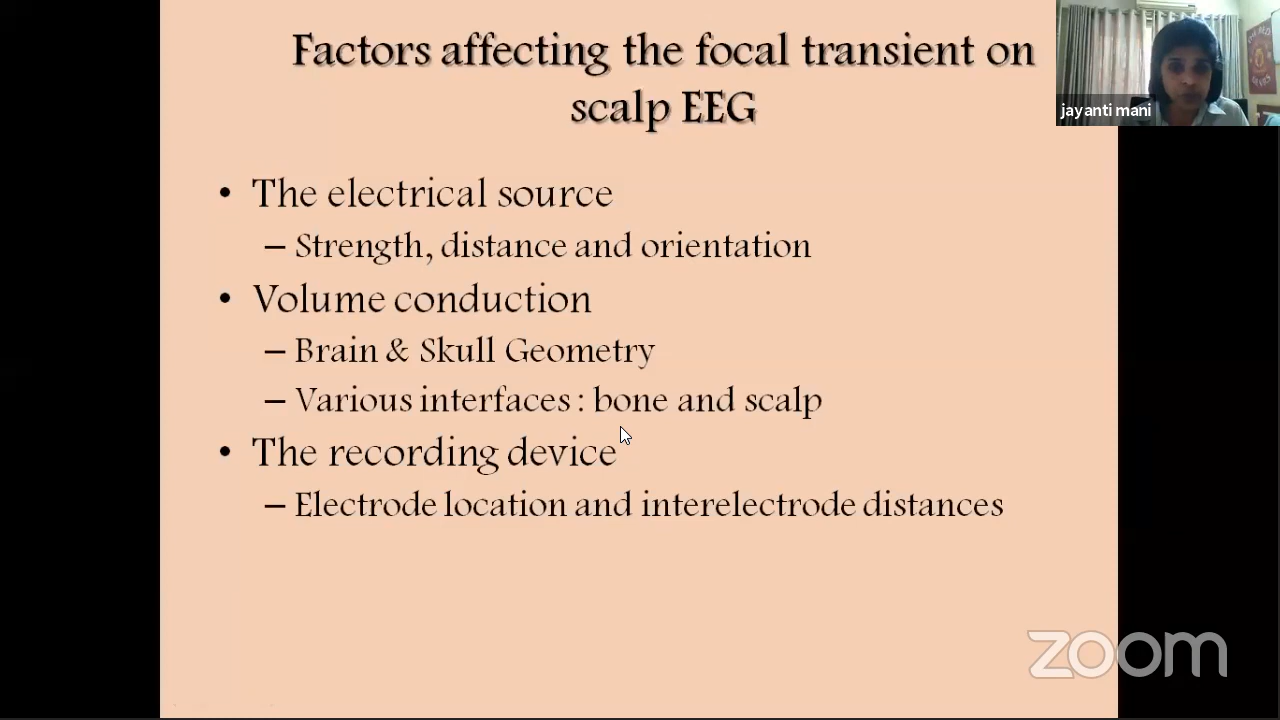 Factors affecting the focal transient on
scalp EEG
jayanti mani
• The electrical source
– Strength, distance and orientation
• Volume conduction
– Brain & Skull Geometry
– Various interfaces : bone and scalp
• The recording device
– Electrode location and interelectrode distances
zoom